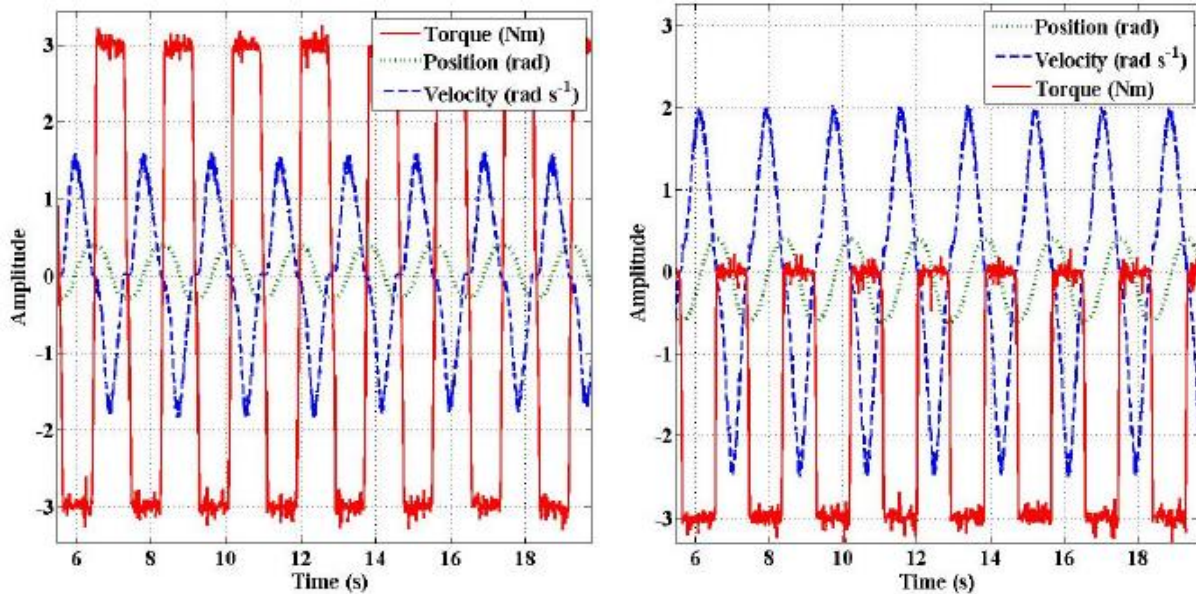 3
2
1
0
-1
-2
-3
Amplitude
Torque (Nm)
Position (rad)
Velocity (rad s-1)
6 8 10 12 14 16 18
Time (s)
3
2
1
0
-1
-2
-3
Amplitude
Position (rad)
Velocity (rad s-1)
Torque (Nm)
6 8 10 12 14 16 18
Time (s)